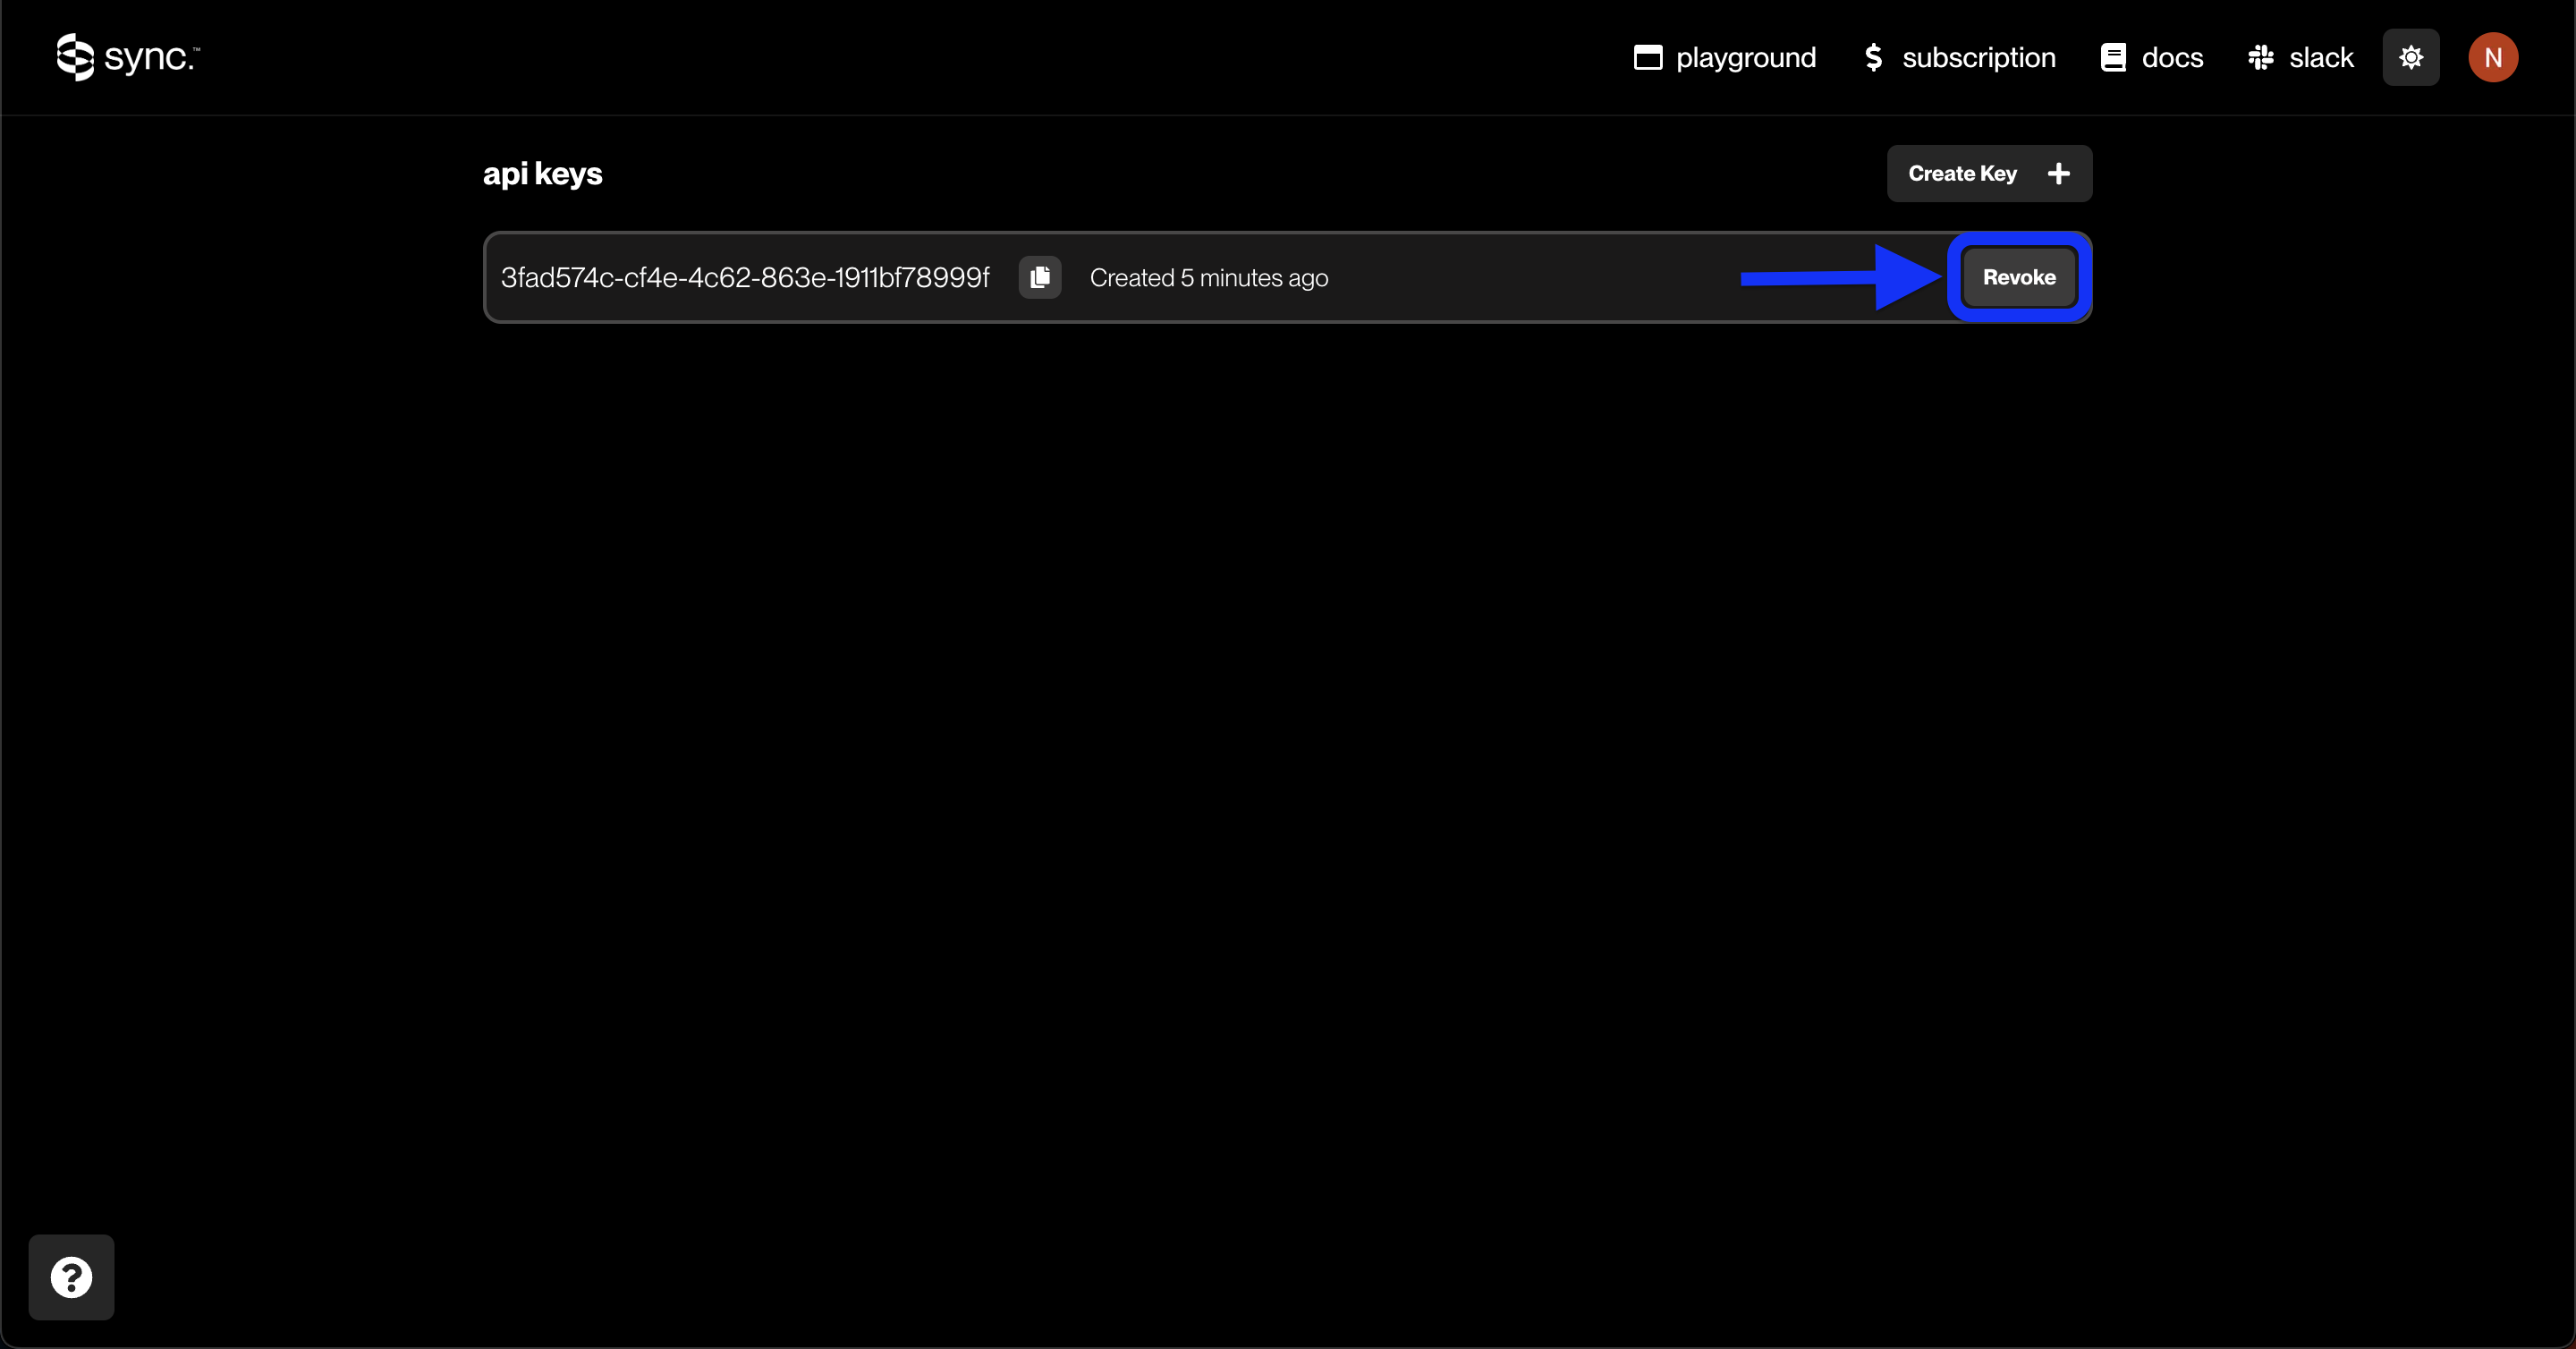 sync.™
playground
subscription
docs
slack
N
api keys
Create Key
3fad574c-cf4e-4c62-863e-1911bf78999f
Created 5 minutes ago
Revoke